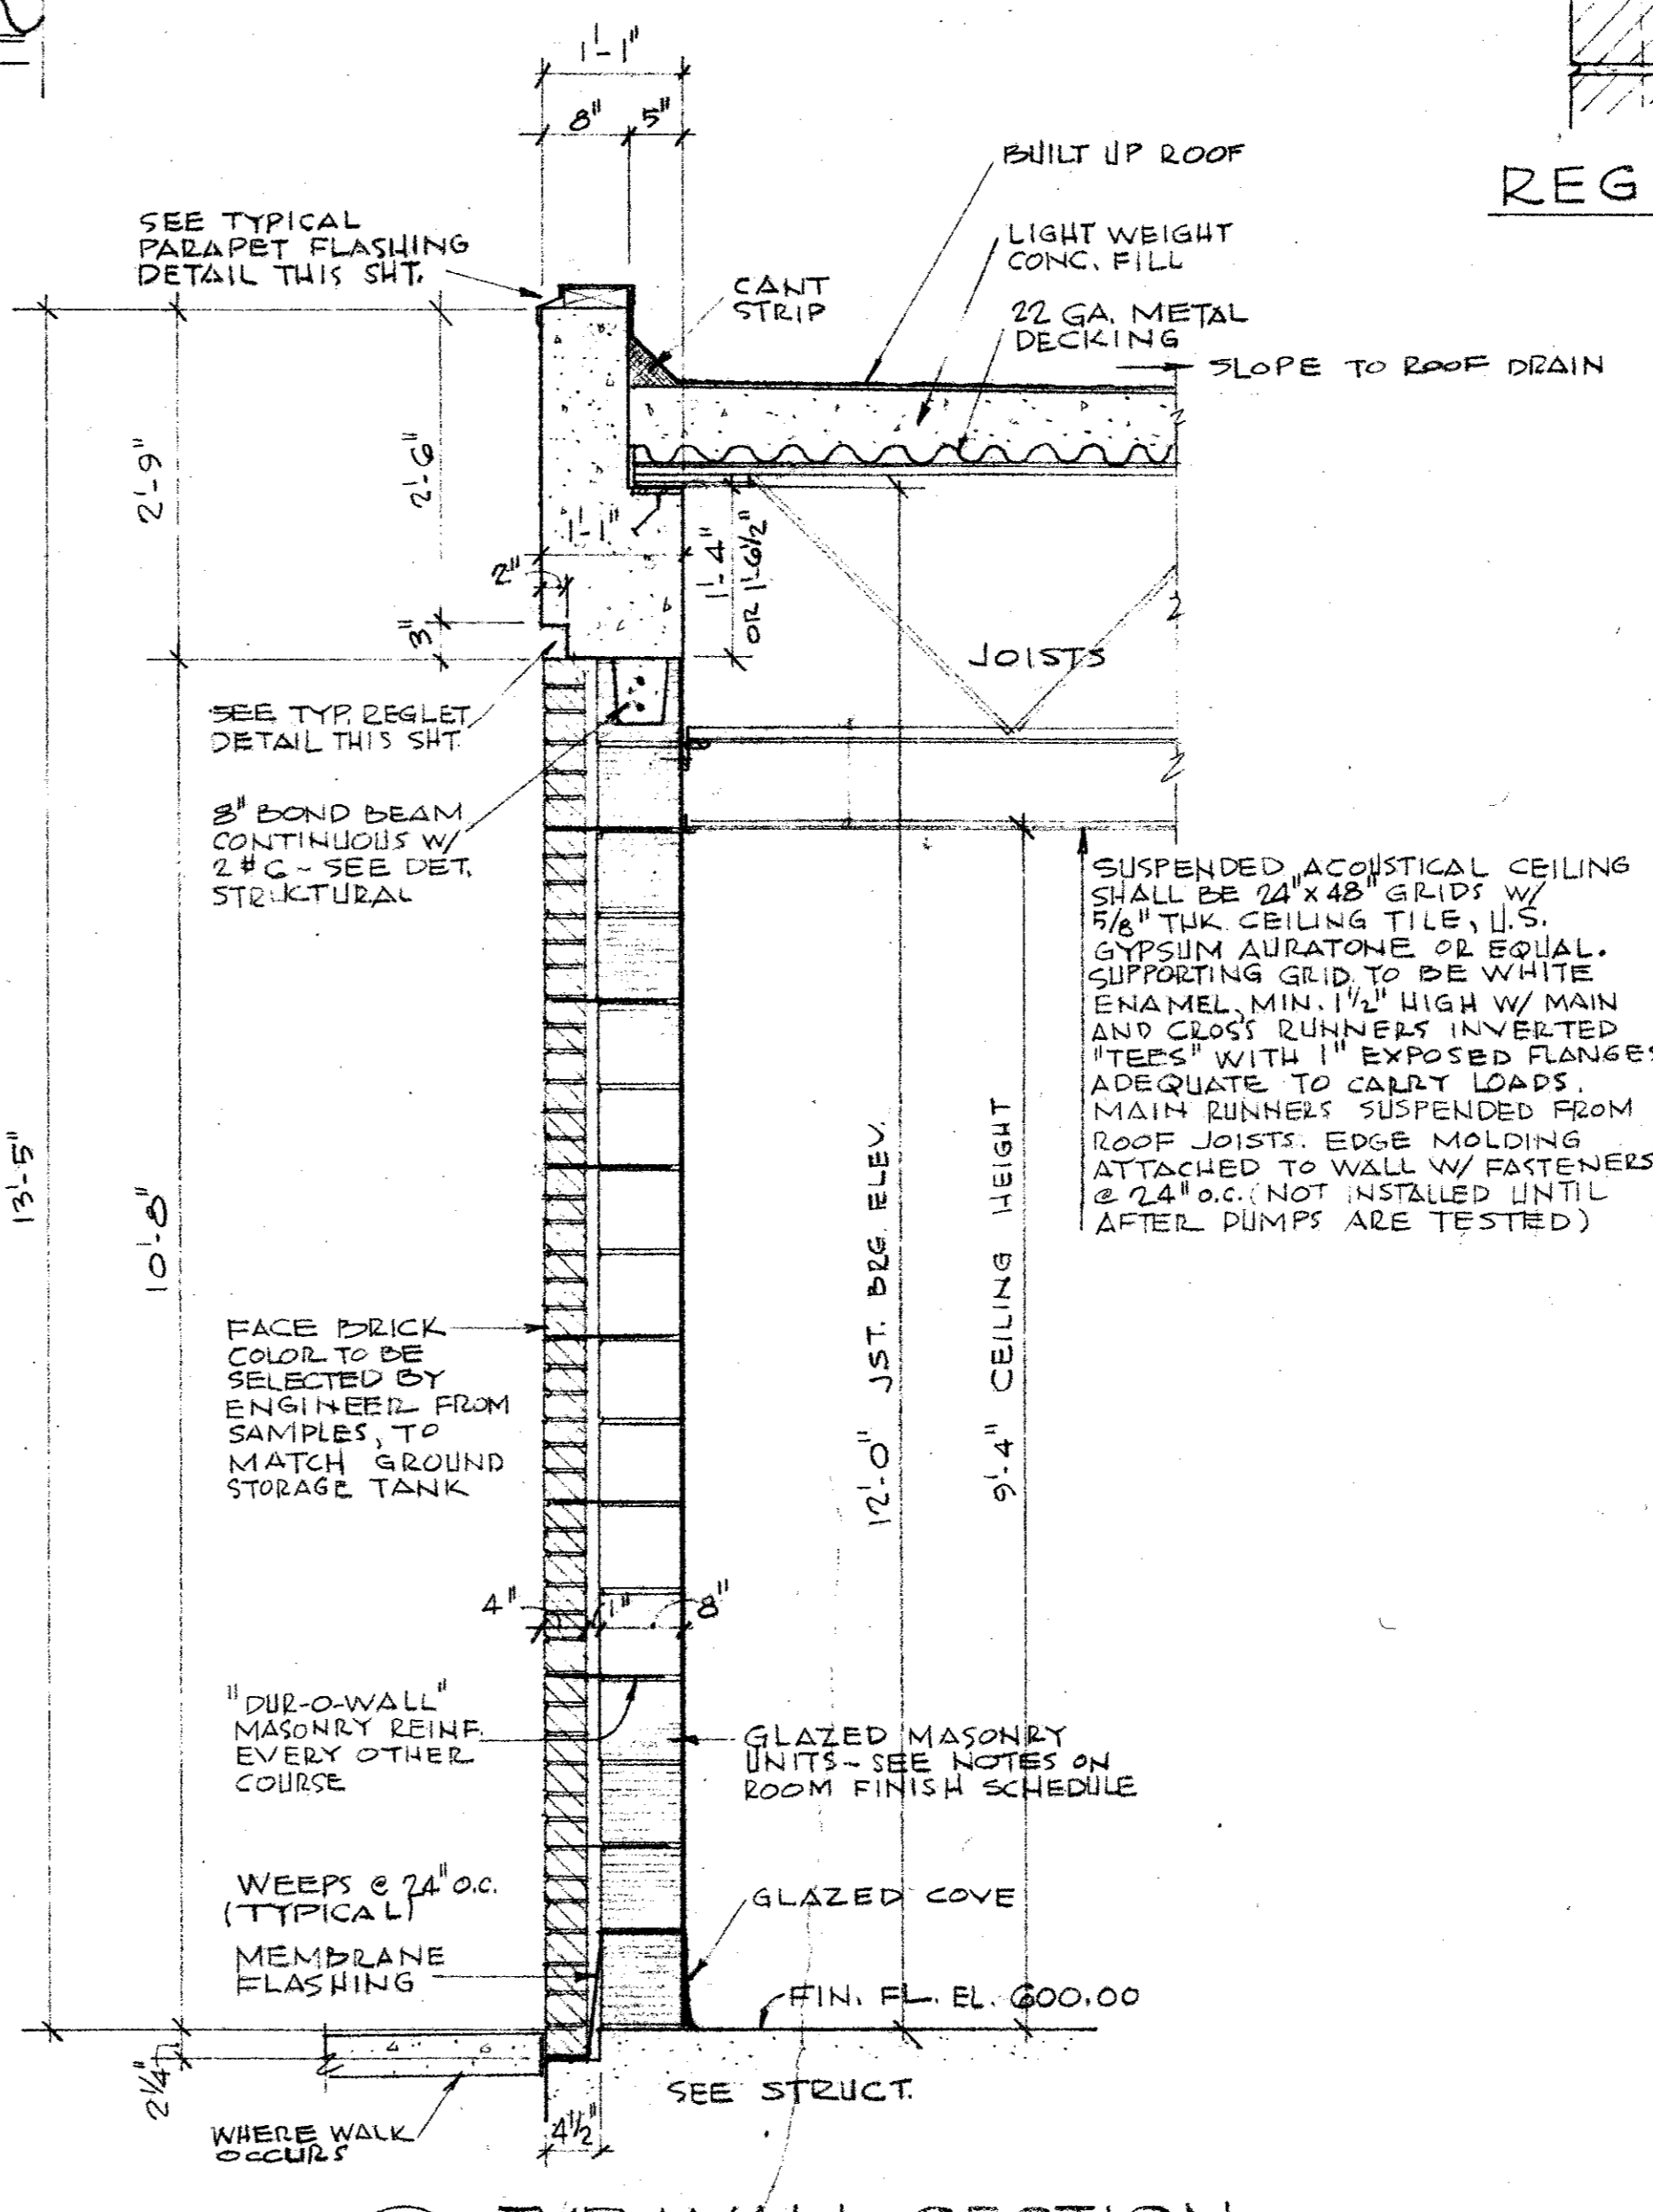 1'-1"
8" 5"
BUILT UP ROOF
REG
SEE TYPICAL
PARAPET FLASHING
DETAIL THIS SHT.
LIGHT WEIGHT
CONC. FILL
CANT
STRIP
22 GA. METAL
DECKING
SLOPE TO ROOF DRAIN
2'-9"
2'-6"
1'-1"
2"
1'-4"
OR 1'-6½"
3"
JOISTS
SEE TYP. REGLET
DETAIL THIS SHT.
8" BOND BEAM
CONTINUOUS W/
2 #6 - SEE DET.
STRUCTURAL
SUSPENDED ACOUSTICAL CEILING
SHALL BE 24" X 48" GRIDS W/
5/8" THK. CEILING TILE, U.S.
GYPSUM AURATONE OR EQUAL.
SUPPORTING GRID TO BE WHITE
ENAMEL, MIN. 1½" HIGH W/ MAIN
AND CROSS RUNNERS INVERTED
"TEES" WITH 1" EXPOSED FLANGES
ADEQUATE TO CARRY LOADS.
MAIN RUNNERS SUSPENDED FROM
ROOF JOISTS. EDGE MOLDING
ATTACHED TO WALL W/ FASTENERS
@ 24" O.C. (NOT INSTALLED UNTIL
AFTER PUMPS ARE TESTED)
13'-5"
10'-8"
12'-0" JST. BRG. ELEV.
9'-4" CEILING HEIGHT
FACE BRICK
COLOR TO BE
SELECTED BY
ENGINEER FROM
SAMPLES, TO
MATCH GROUND
STORAGE TANK
4" 1" 8"
"DUR-O-WALL"
MASONRY REINF.
EVERY OTHER
COURSE
GLAZED MASONRY
UNITS - SEE NOTES ON
ROOM FINISH SCHEDULE
WEEPS @ 24" O.C.
(TYPICAL)
GLAZED COVE
MEMBRANE
FLASHING
FIN. FL. EL. 600.00
2¼"
SEE STRUCT.
4½"
WHERE WALK
OCCURS
TYP. WALL SECTION